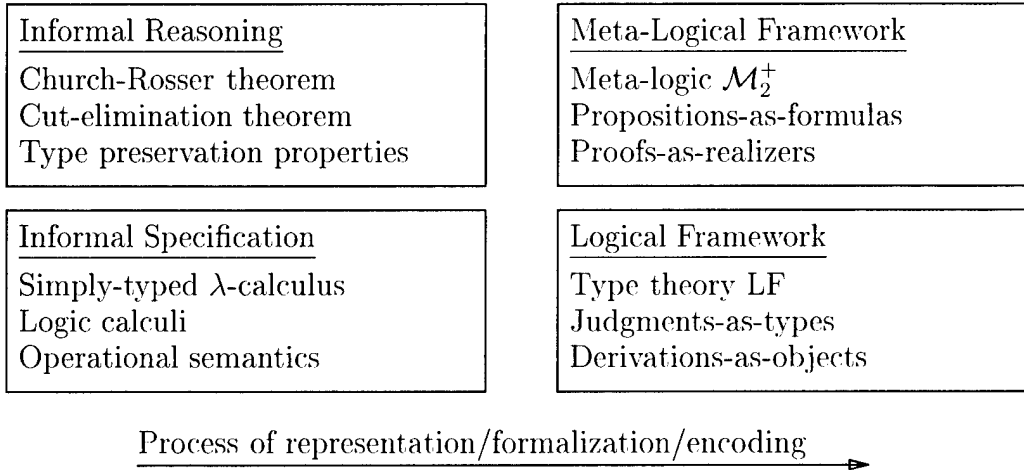 Informal Reasoning
Church-Rosser theorem
Cut-elimination theorem
Type preservation properties
Meta-Logical Framework
Meta-logic M₂⁺
Propositions-as-formulas
Proofs-as-realizers
Informal Specification
Simply-typed λ-calculus
Logic calculi
Operational semantics
Logical Framework
Type theory LF
Judgments-as-types
Derivations-as-objects
Process of representation/formalization/encoding